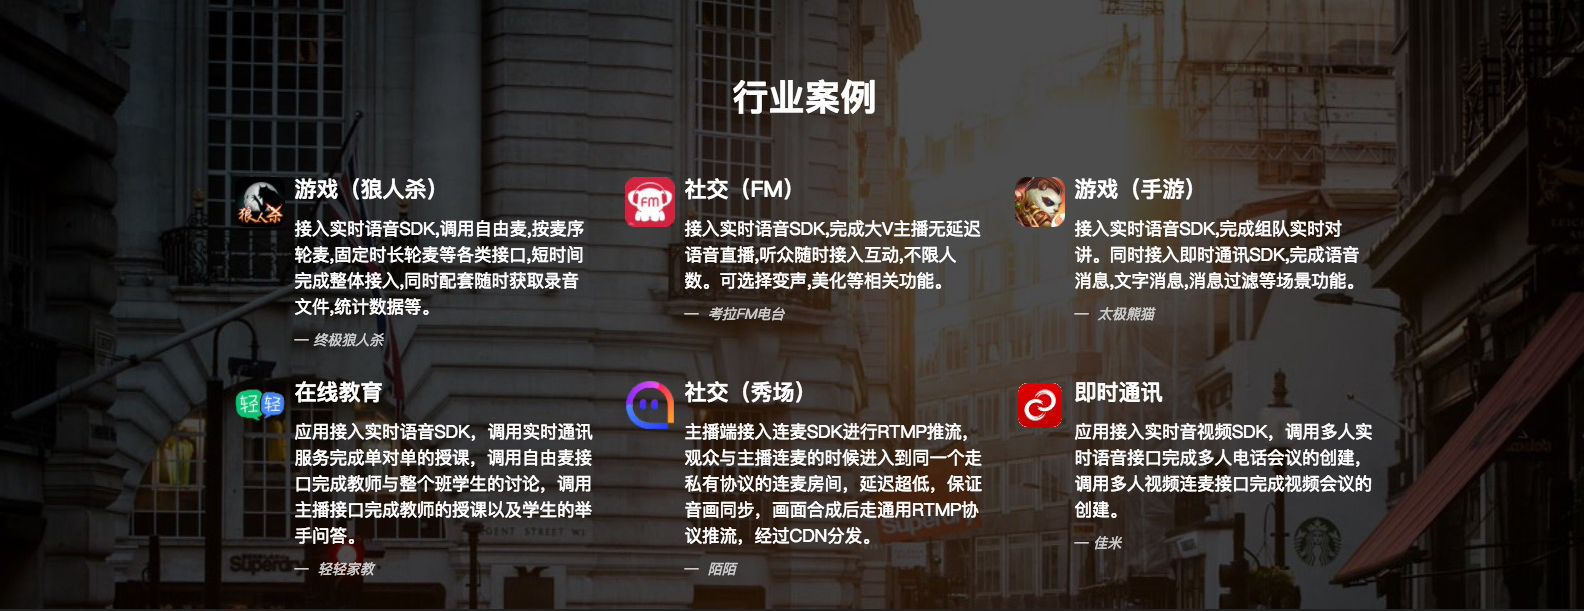 行业案例
狼人杀
游戏（狼人杀）
接入实时语音SDK,调用自由麦,按麦序
轮麦,固定时长轮麦等各类接口,短时间
完成整体接入,同时配套随时获取录音
文件,统计数据等。
— 终极狼人杀
FM
社交（FM）
接入实时语音SDK,完成大V主播无延迟
语音直播,听众随时接入互动,不限人
数。可选择变声,美化等相关功能。
— 考拉FM电台
游戏（手游）
接入实时语音SDK,完成组队实时对
讲。同时接入即时通讯SDK,完成语音
消息,文字消息,消息过滤等场景功能。
— 太极熊猫
轻轻
在线教育
应用接入实时语音SDK，调用实时通讯
服务完成单对单的授课，调用自由麦接
口完成教师与整个班学生的讨论，调用
主播接口完成教师的授课以及学生的举
手问答。
— 轻轻家教
社交（秀场）
主播端接入连麦SDK进行RTMP推流，
观众与主播连麦的时候进入到同一个走
私有协议的连麦房间，延迟超低，保证
音画同步，画面合成后走通用RTMP协
议推流，经过CDN分发。
— 陌陌
即时通讯
应用接入实时音视频SDK，调用多人实
时语音接口完成多人电话会议的创建，
调用多人视频连麦接口完成视频会议的
创建。
— 佳米
Superdry
STREET W1